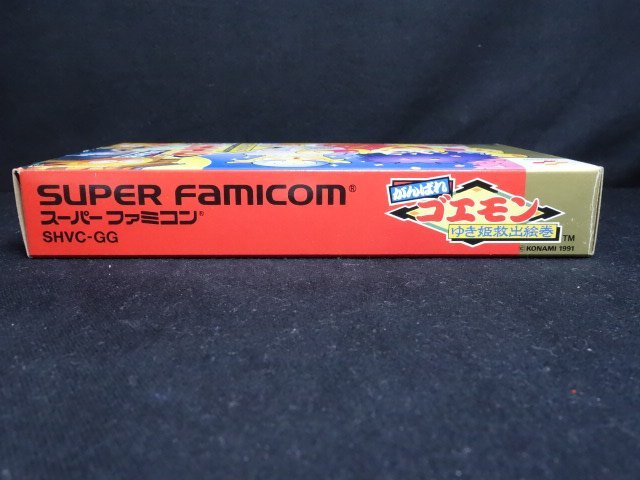 SUPER FAMICOM®
スーパーファミコン®
SHVC-GG
がんばれ
ゴエモン
ゆき姫救出絵巻
TM
© KONAMI 1991